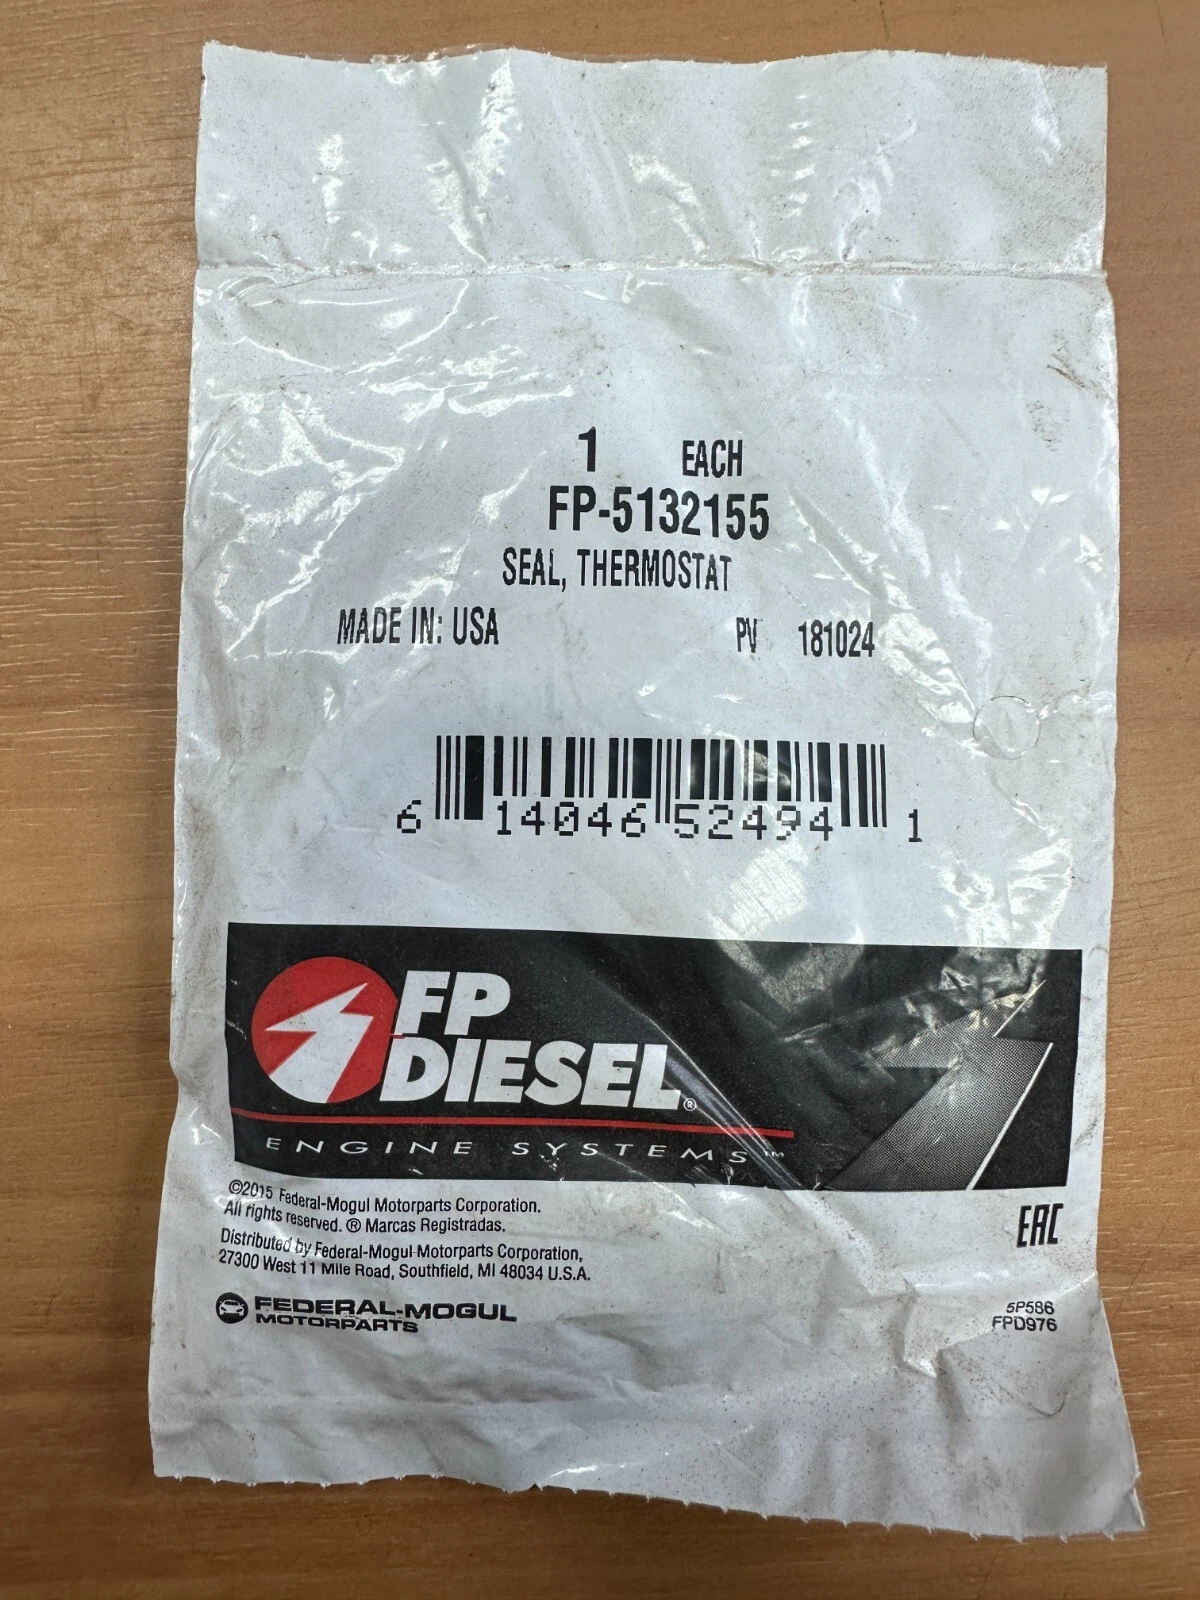 1 EACH
FP-5132155
SEAL, THERMOSTAT
MADE IN: USA PV 181024
6 14046 52494 1
FP
DIESEL®
ENGINE SYSTEMS™
©2015 Federal-Mogul Motorparts Corporation.
All rights reserved. ® Marcas Registradas.
Distributed by Federal-Mogul Motorparts Corporation,
27300 West 11 Mile Road, Southfield, MI 48034 U.S.A.
FEDERAL-MOGUL
MOTORPARTS
EAC
5P586
FPD976